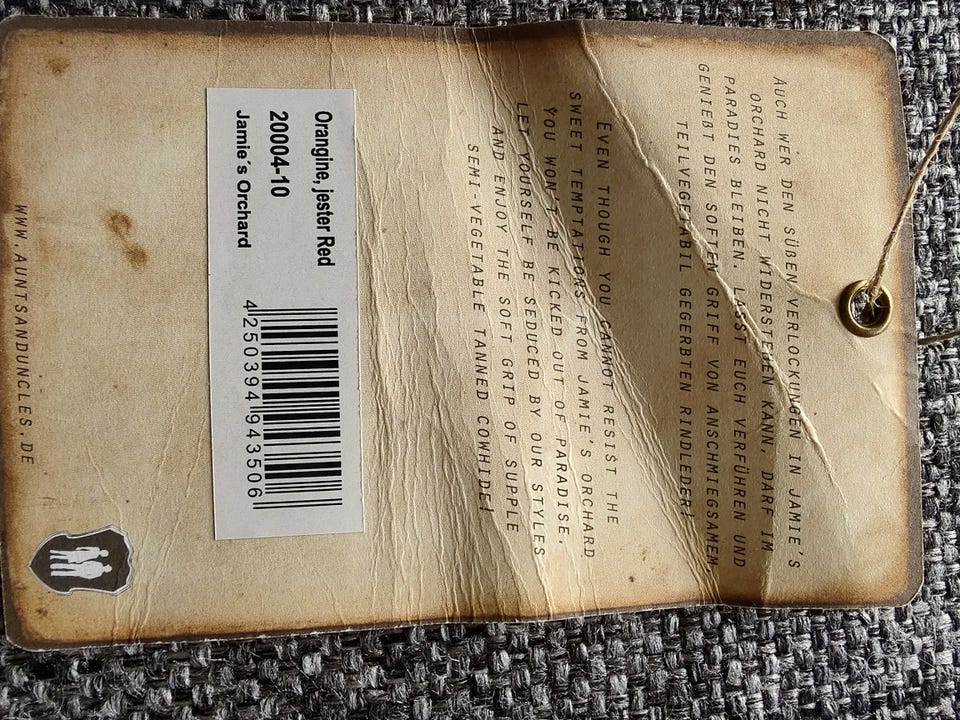 AUCH WER DEN SÜßEN VERLOCKUNGEN IN JAMIE'S
ORCHARD NICHT WIDERSTEHEN KANN, DARF IM
PARADIES BLEIBEN. LASST EUCH VERFÜHREN UND
GENIEßT DEN SOFTEN GRIFF VON ANSCHMIEGSAMEM,
TEILVEGETABIL GEGERBTEN RINDLEDER!
EVEN THOUGH YOU CANNOT RESIST THE
SWEET TEMPTATIONS FROM JAMIE'S ORCHARD
YOU WON'T BE KICKED OUT OF PARADISE.
LET YOURSELF BE SEDUCED BY OUR STYLES
AND ENJOY THE SOFT GRIP OF SUPPLE
SEMI-VEGETABLE TANNED COWHIDE!
Orangine, jester Red
20004-10
Jamie´s Orchard
4 250394 943506
WWW.AUNTSANDUNCLES.DE